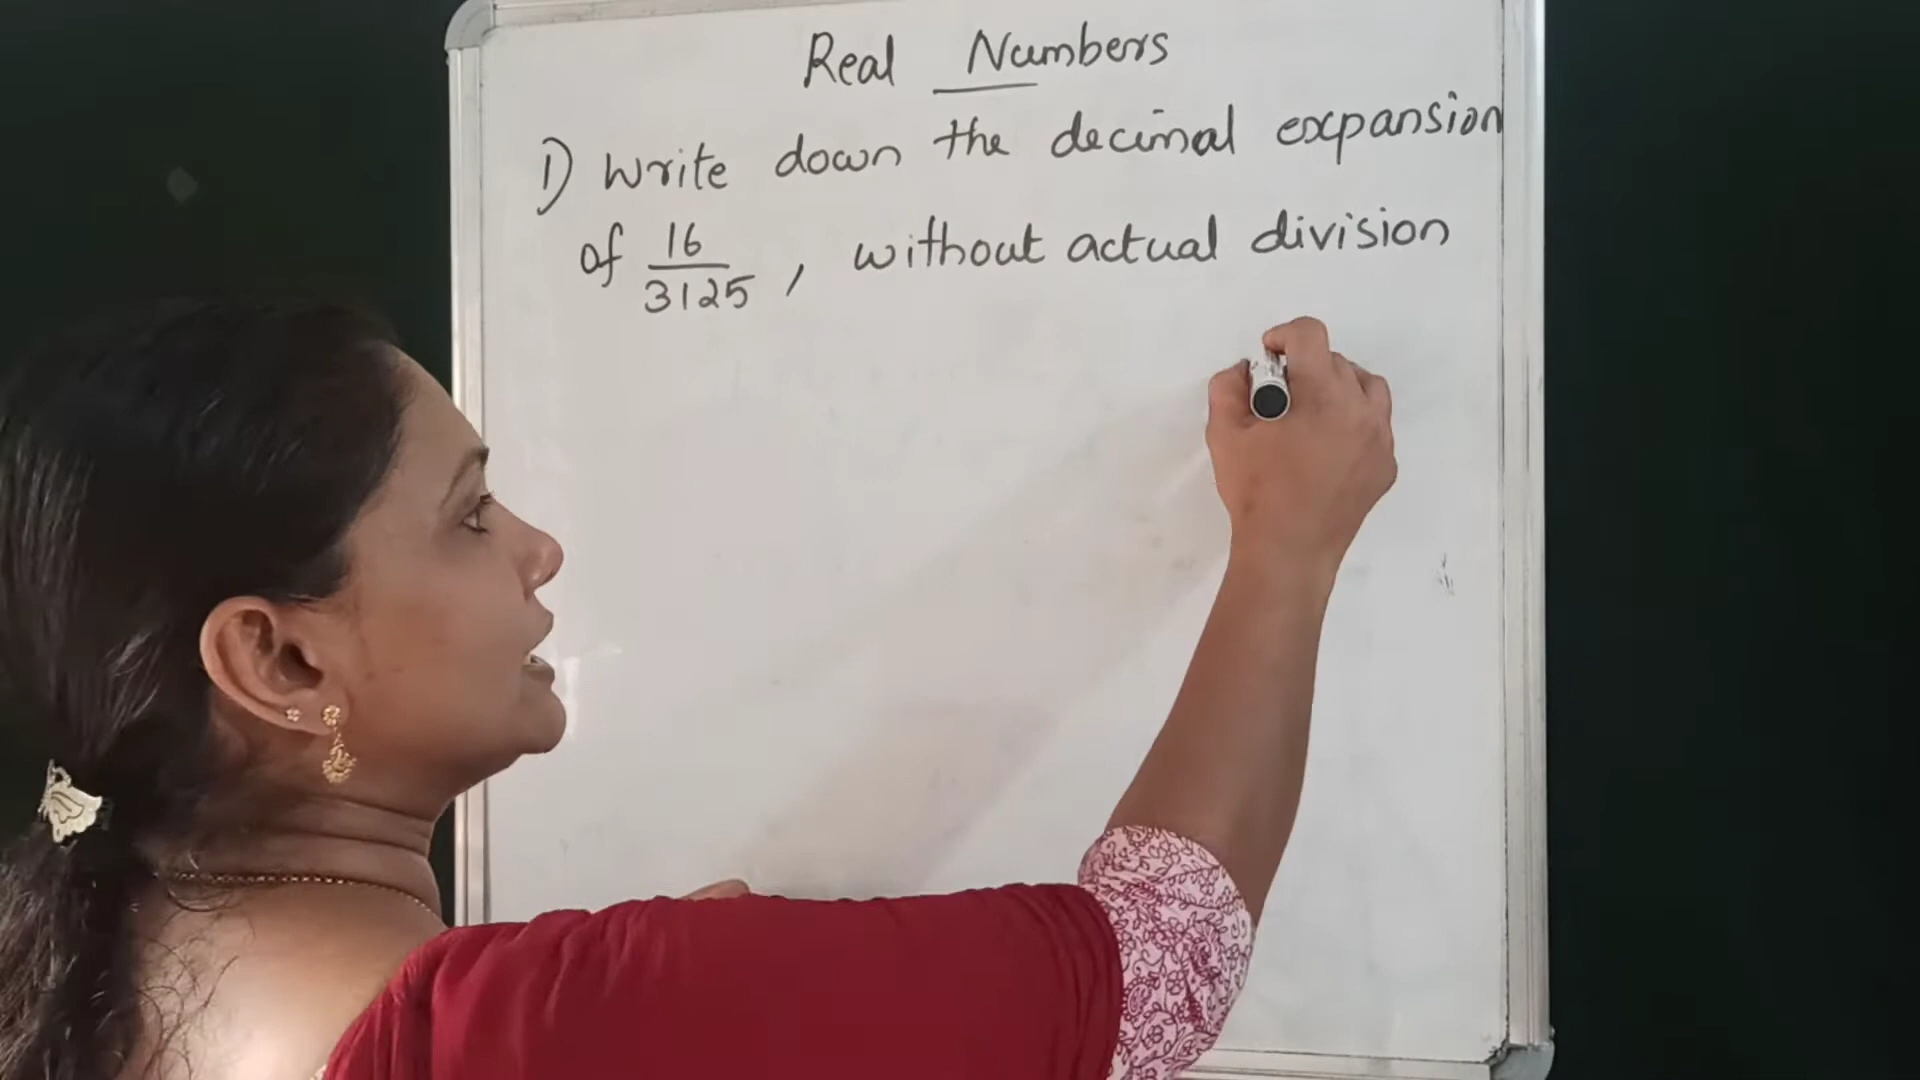 Real Numbers
1) Write down the decimal expansion
of 16/3125, without actual division